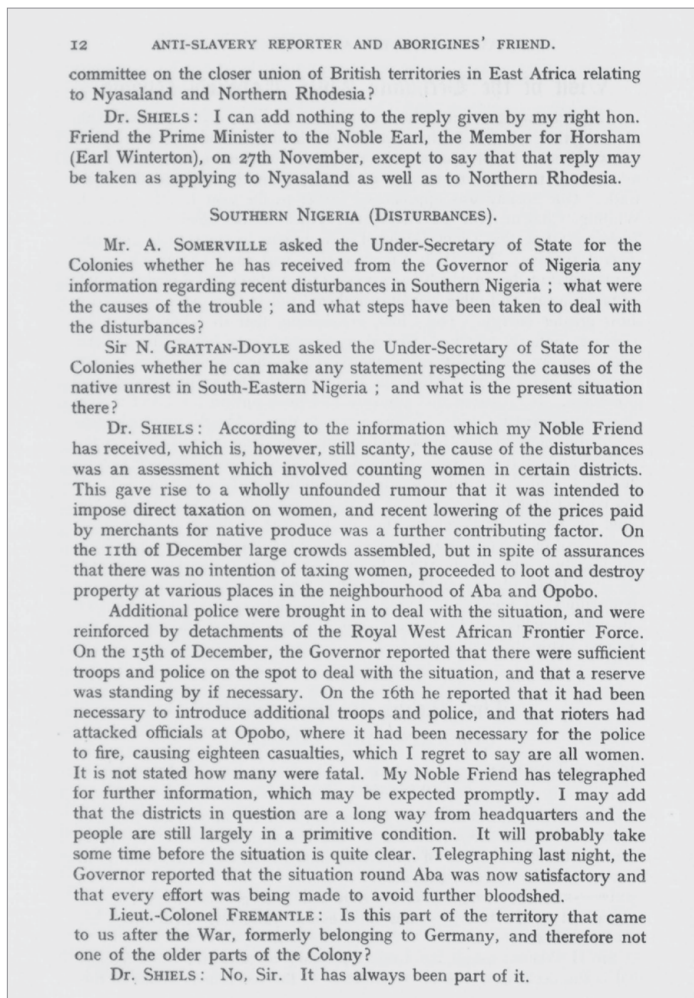 12 ANTI-SLAVERY REPORTER AND ABORIGINES' FRIEND.
committee on the closer union of British territories in East Africa relating
to Nyasaland and Northern Rhodesia?
Dr. SHIELS: I can add nothing to the reply given by my right hon.
Friend the Prime Minister to the Noble Earl, the Member for Horsham
(Earl Winterton), on 27th November, except to say that that reply may
be taken as applying to Nyasaland as well as to Northern Rhodesia.
SOUTHERN NIGERIA (DISTURBANCES).
Mr. A. SOMERVILLE asked the Under-Secretary of State for the
Colonies whether he has received from the Governor of Nigeria any
information regarding recent disturbances in Southern Nigeria ; what were
the causes of the trouble ; and what steps have been taken to deal with
the disturbances?
Sir N. GRATTAN-DOYLE asked the Under-Secretary of State for the
Colonies whether he can make any statement respecting the causes of the
native unrest in South-Eastern Nigeria ; and what is the present situation
there?
Dr. SHIELS: According to the information which my Noble Friend
has received, which is, however, still scanty, the cause of the disturbances
was an assessment which involved counting women in certain districts.
This gave rise to a wholly unfounded rumour that it was intended to
impose direct taxation on women, and recent lowering of the prices paid
by merchants for native produce was a further contributing factor. On
the 11th of December large crowds assembled, but in spite of assurances
that there was no intention of taxing women, proceeded to loot and destroy
property at various places in the neighbourhood of Aba and Opobo.
Additional police were brought in to deal with the situation, and were
reinforced by detachments of the Royal West African Frontier Force.
On the 15th of December, the Governor reported that there were sufficient
troops and police on the spot to deal with the situation, and that a reserve
was standing by if necessary. On the 16th he reported that it had been
necessary to introduce additional troops and police, and that rioters had
attacked officials at Opobo, where it had been necessary for the police
to fire, causing eighteen casualties, which I regret to say are all women.
It is not stated how many were fatal. My Noble Friend has telegraphed
for further information, which may be expected promptly. I may add
that the districts in question are a long way from headquarters and the
people are still largely in a primitive condition. It will probably take
some time before the situation is quite clear. Telegraphing last night, the
Governor reported that the situation round Aba was now satisfactory and
that every effort was being made to avoid further bloodshed.
Lieut.-Colonel FREMANTLE: Is this part of the territory that came
to us after the War, formerly belonging to Germany, and therefore not
one of the older parts of the Colony?
Dr. SHIELS: No, Sir. It has always been part of it.